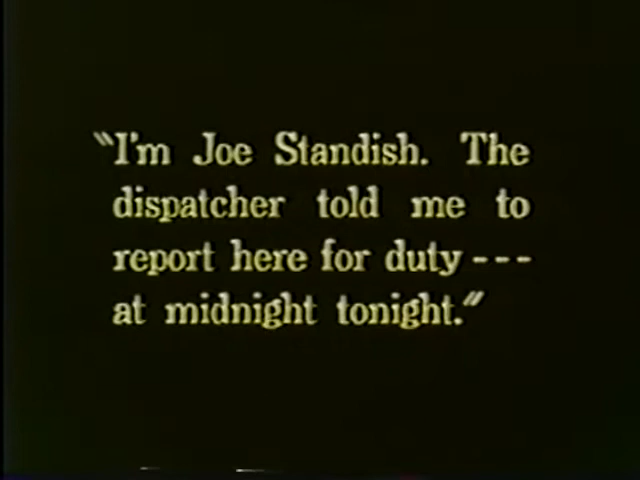 "I'm Joe Standish. The
dispatcher told me to
report here for duty ---
at midnight tonight."